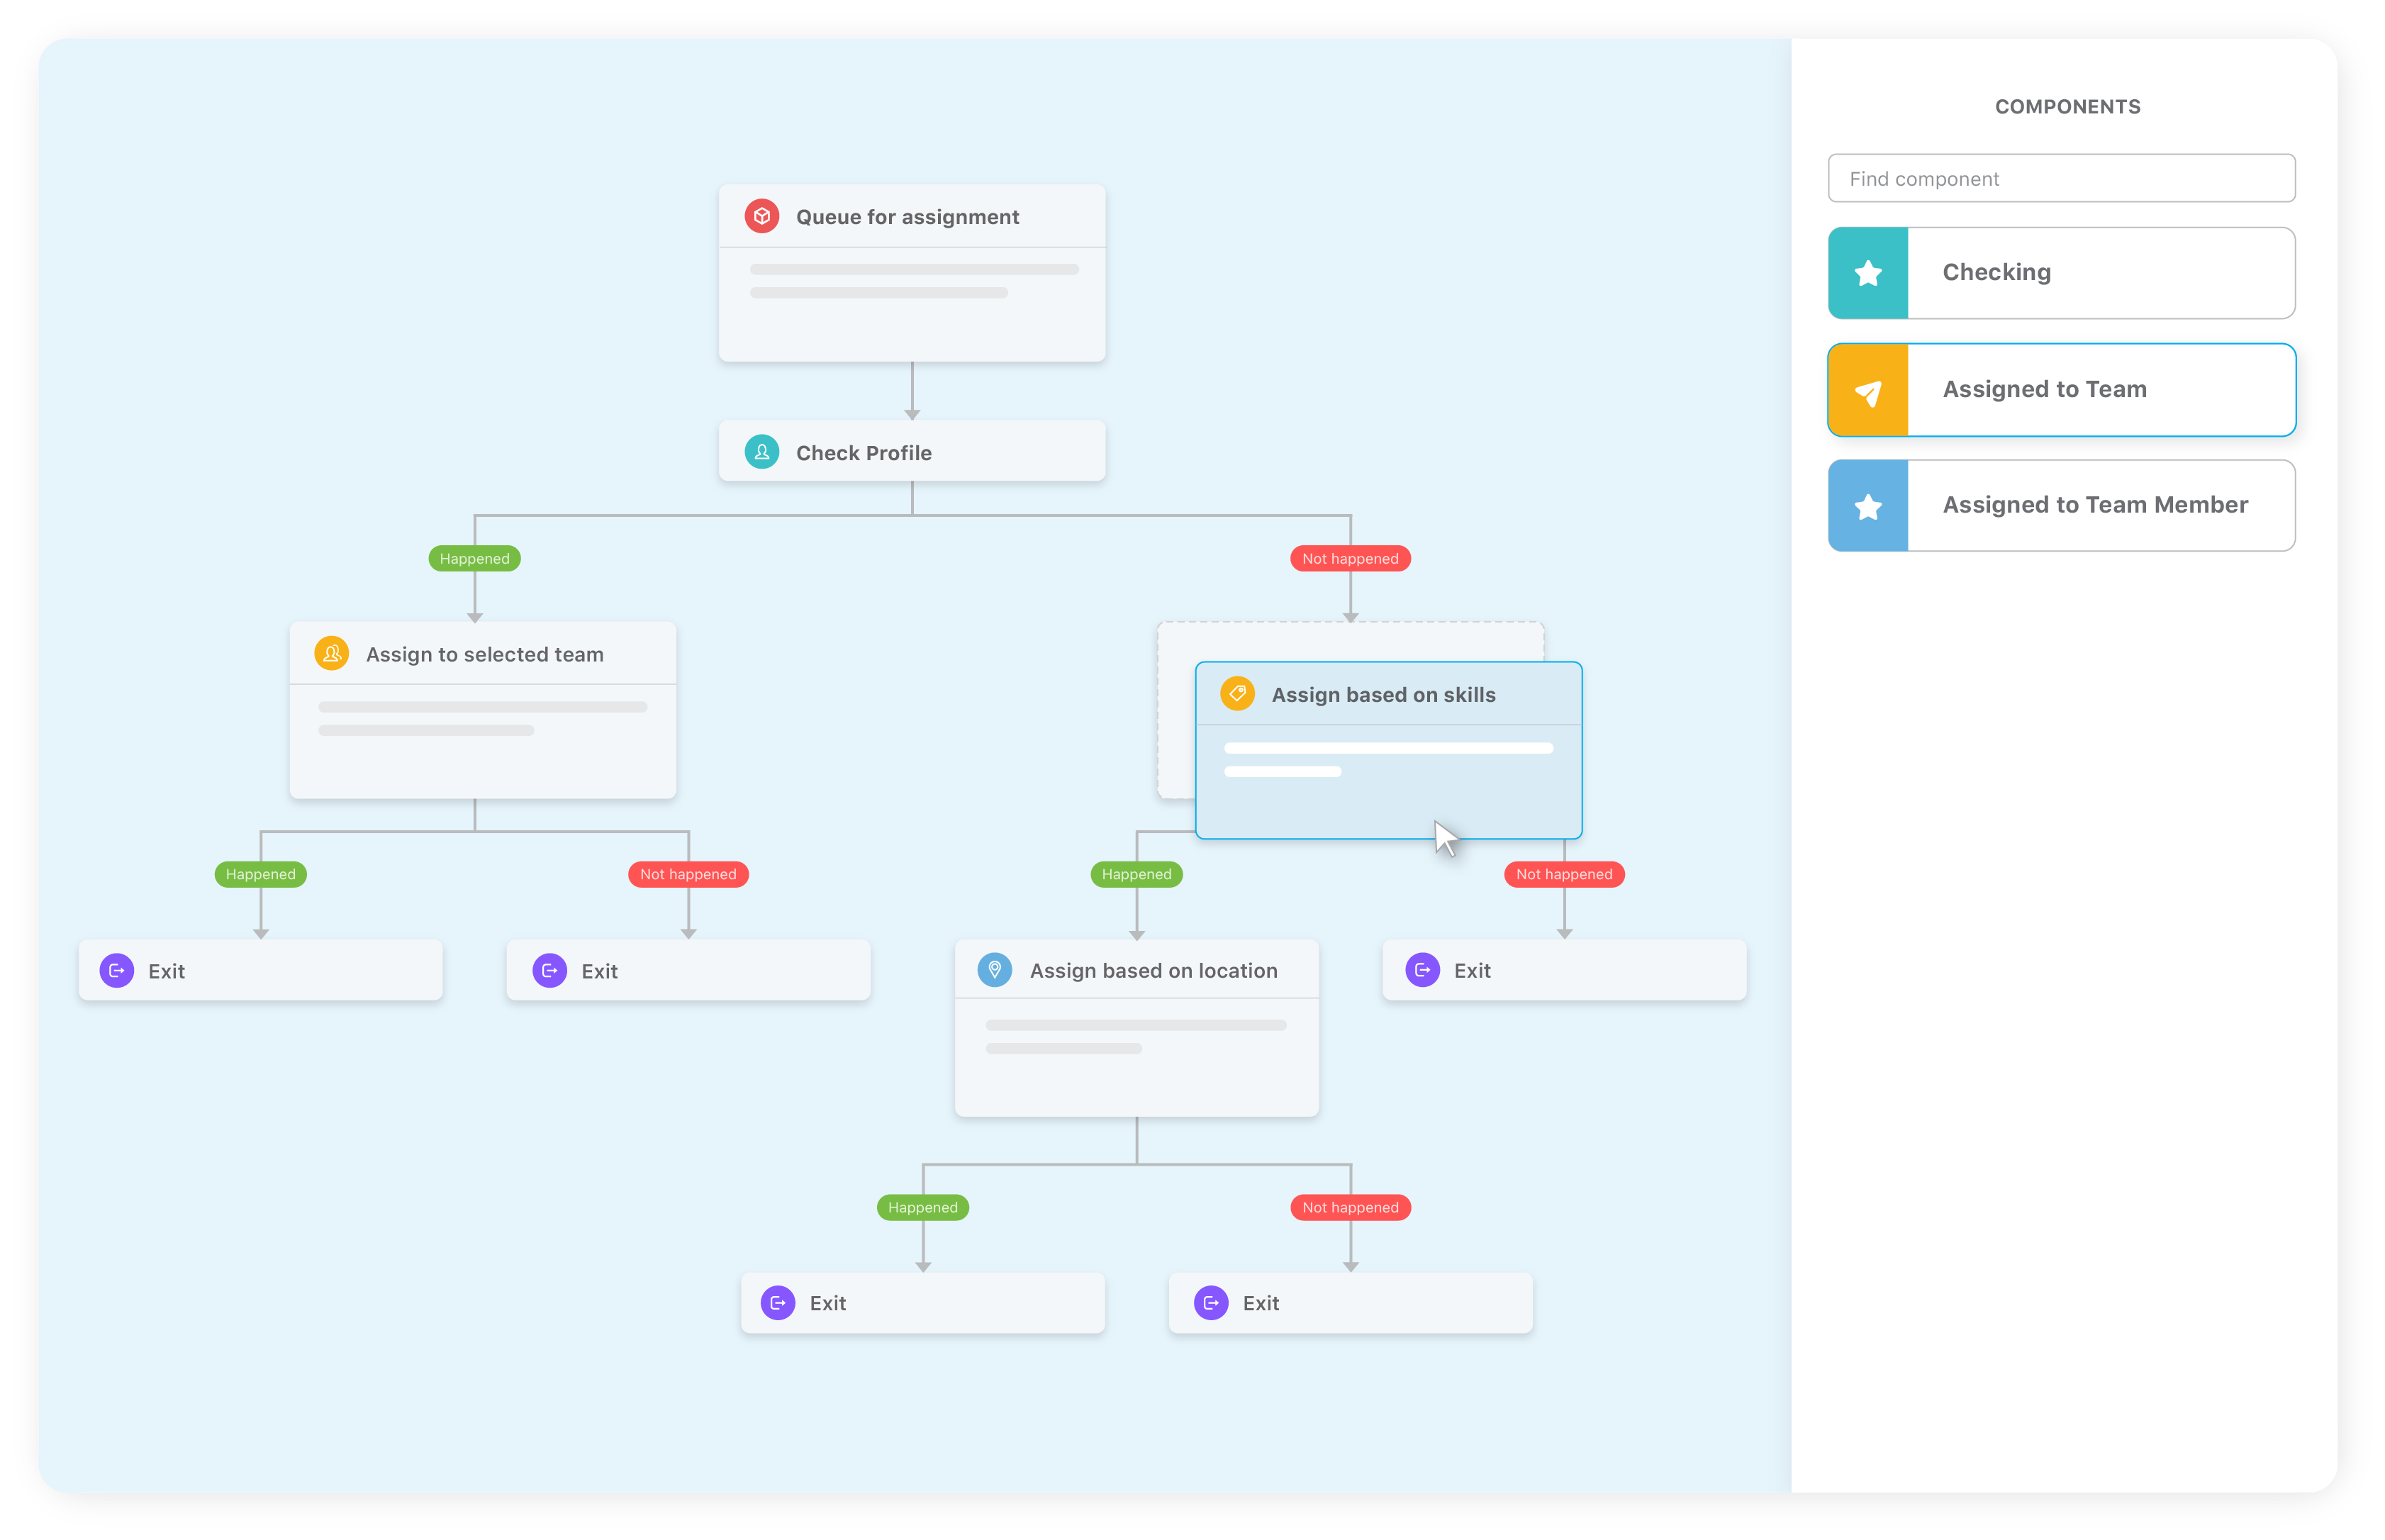 COMPONENTS
Find component
Checking
Assigned to Team
Assigned to Team Member
Queue for assignment
Check Profile
Happened
Not happened
Assign to selected team
Assign based on skills
Happened
Not happened
Happened
Not happened
Exit
Exit
Assign based on location
Exit
Happened
Not happened
Exit
Exit